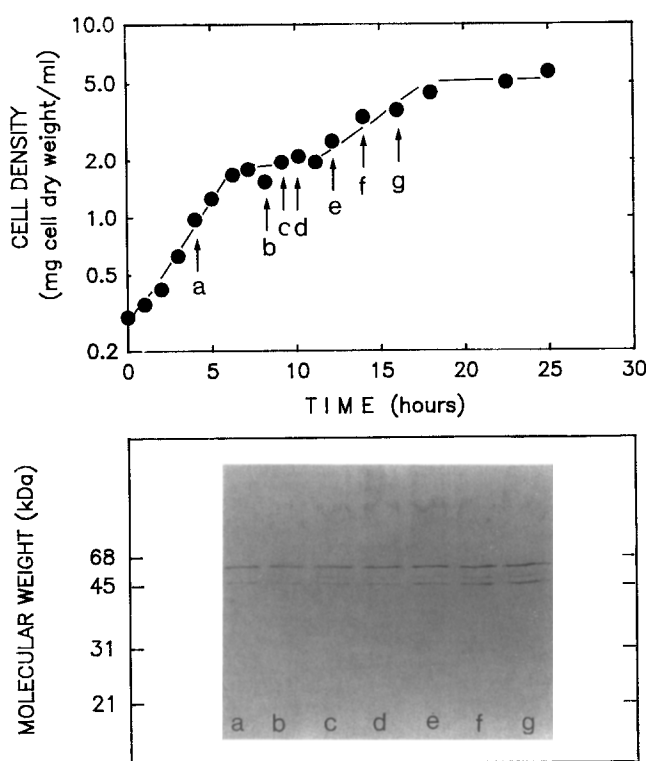 CELL DENSITY
(mg cell dry weight/ml)
10.0
5.0
2.0
1.0
0.5
0.2
a
b
c
d
e
f
g
0 5 10 15 20 25 30
TIME (hours)
MOLECULAR WEIGHT (kDa)
68
45
31
21
a b c d e f g